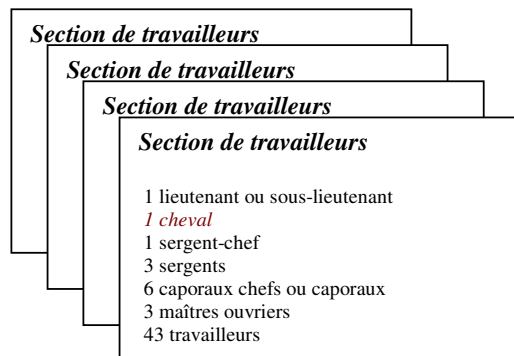 Section de travailleurs
Section de travailleurs
Section de travailleurs
Section de travailleurs
1 lieutenant ou sous-lieutenant
1 cheval
1 sergent-chef
3 sergents
6 caporaux chefs ou caporaux
3 maîtres ouvriers
43 travailleurs